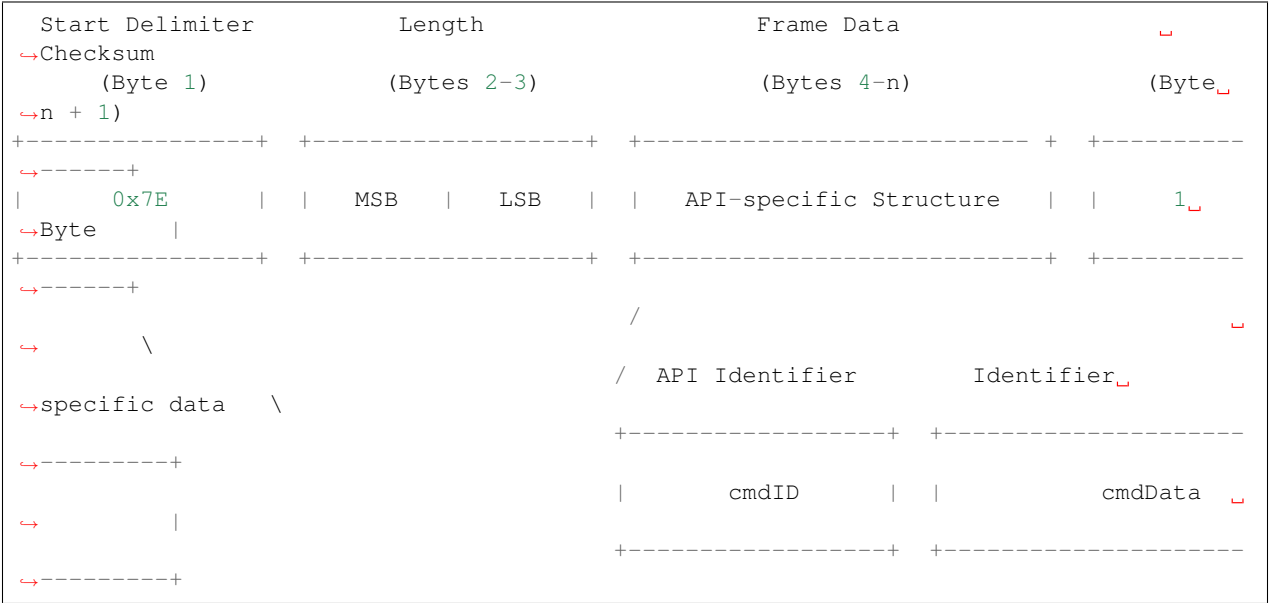 Start Delimiter Length Frame Data ␣
↪Checksum
(Byte 1) (Bytes 2-3) (Bytes 4-n) (Byte␣
↪n + 1)
+----------------+ +-------------------+ +--------------------------- + +----------
↪------+
| 0x7E | | MSB | LSB | | API-specific Structure | | 1␣
↪Byte |
+----------------+ +-------------------+ +----------------------------+ +----------
↪------+
/ ␣
↪ \
/ API Identifier Identifier␣
↪specific data \
+------------------+ +---------------------
↪---------+
| cmdID | | cmdData ␣
↪ |
+------------------+ +---------------------
↪---------+